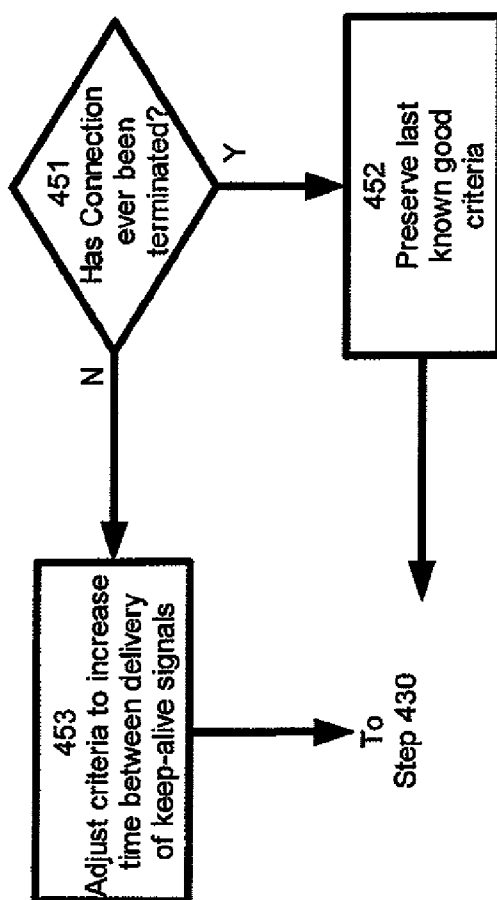 451
Has Connection
ever been
terminated?
N
Y
453
Adjust criteria to increase
time between delivery
of keep-alive signals
452
Preserve last
known good
criteria
To
Step 430